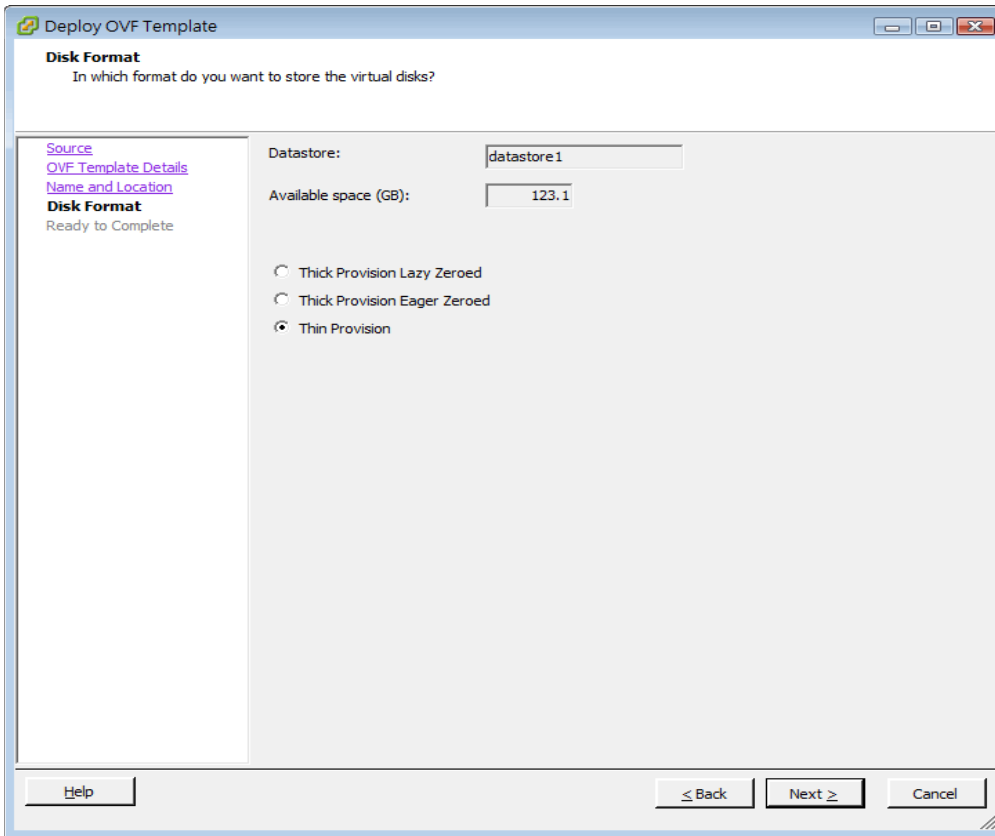 Deploy OVF Template
Disk Format
In which format do you want to store the virtual disks?
Source
OVF Template Details
Name and Location
Disk Format
Ready to Complete
Datastore:
datastore1
Available space (GB):
123.1
Thick Provision Lazy Zeroed
Thick Provision Eager Zeroed
Thin Provision
Help
< Back
Next >
Cancel